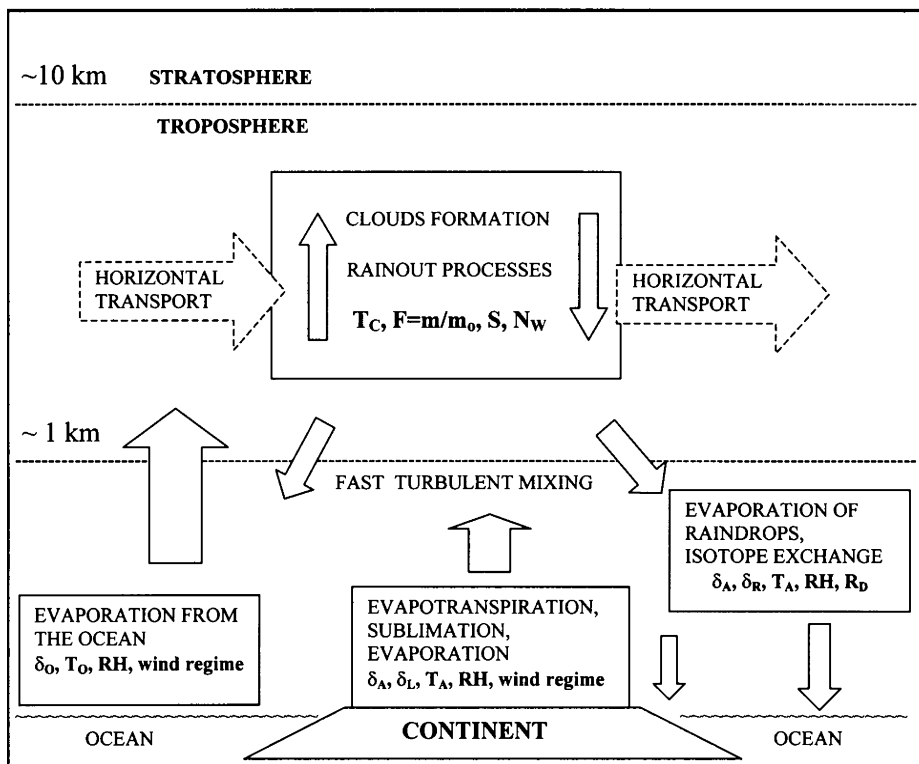 ~10 km STRATOSPHERE
TROPOSPHERE
CLOUDS FORMATION
RAINOUT PROCESSES
T_C, F=m/m_o, S, N_W
HORIZONTAL
TRANSPORT
HORIZONTAL
TRANSPORT
~ 1 km
FAST TURBULENT MIXING
EVAPORATION OF
RAINDROPS,
ISOTOPE EXCHANGE
δ_A, δ_R, T_A, RH, R_D
EVAPORATION FROM
THE OCEAN
δ_O, T_O, RH, wind regime
EVAPOTRANSPIRATION,
SUBLIMATION,
EVAPORATION
δ_A, δ_L, T_A, RH, wind regime
OCEAN
CONTINENT
OCEAN